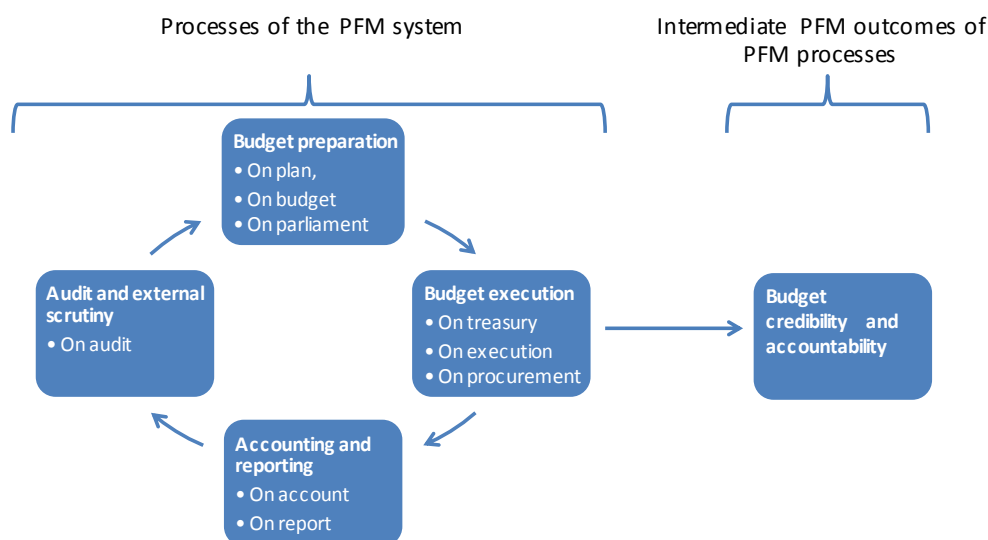 Processes of the PFM system
Intermediate PFM outcomes of
PFM processes
Budget preparation
• On plan,
• On budget
• On parliament
Audit and external
scrutiny
• On audit
Budget execution
• On treasury
• On execution
• On procurement
Budget
credibility and
accountability
Accounting and
reporting
• On account
• On report